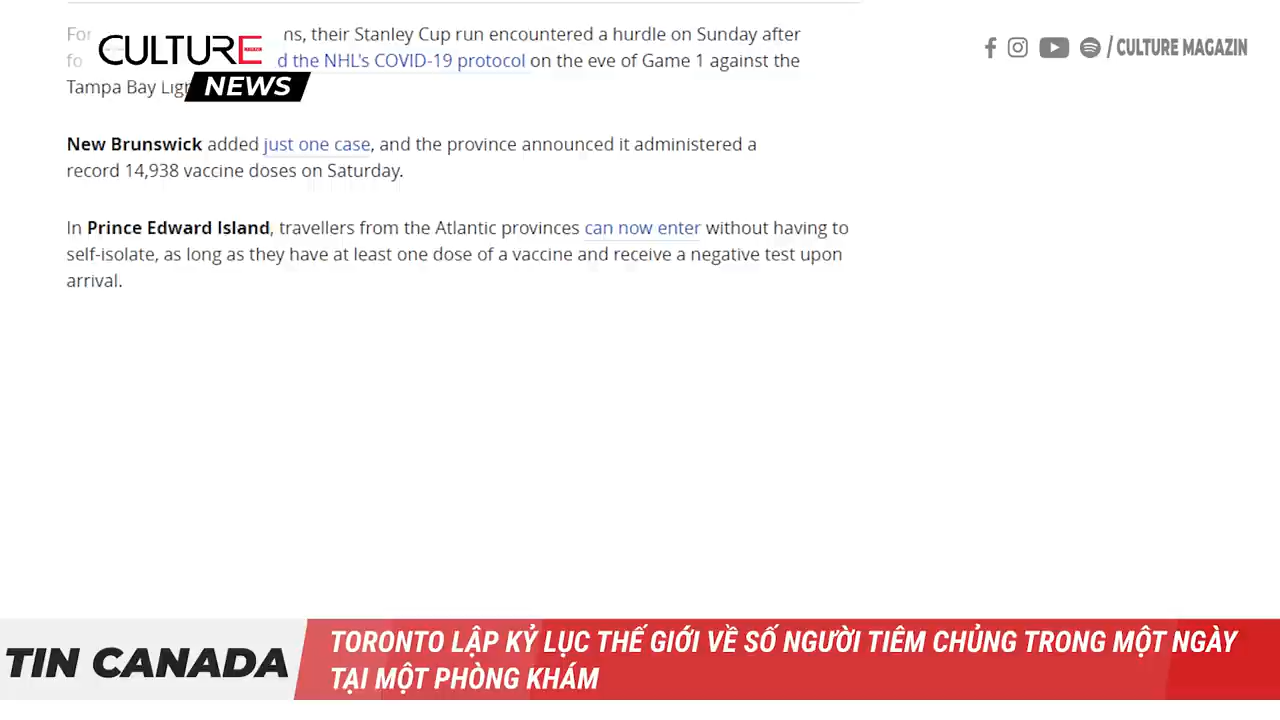 For ns, their Stanley Cup run encountered a hurdle on Sunday after
fo d the NHL's COVID-19 protocol on the eve of Game 1 against the
Tampa Bay Lig
CULTURE
NEWS
/ CULTURE MAGAZIN
New Brunswick added just one case, and the province announced it administered a
record 14,938 vaccine doses on Saturday.
In Prince Edward Island, travellers from the Atlantic provinces can now enter without having to
self-isolate, as long as they have at least one dose of a vaccine and receive a negative test upon
arrival.
TIN CANADA
TORONTO LẬP KỶ LỤC THẾ GIỚI VỀ SỐ NGƯỜI TIÊM CHỦNG TRONG MỘT NGÀY
TẠI MỘT PHÒNG KHÁM